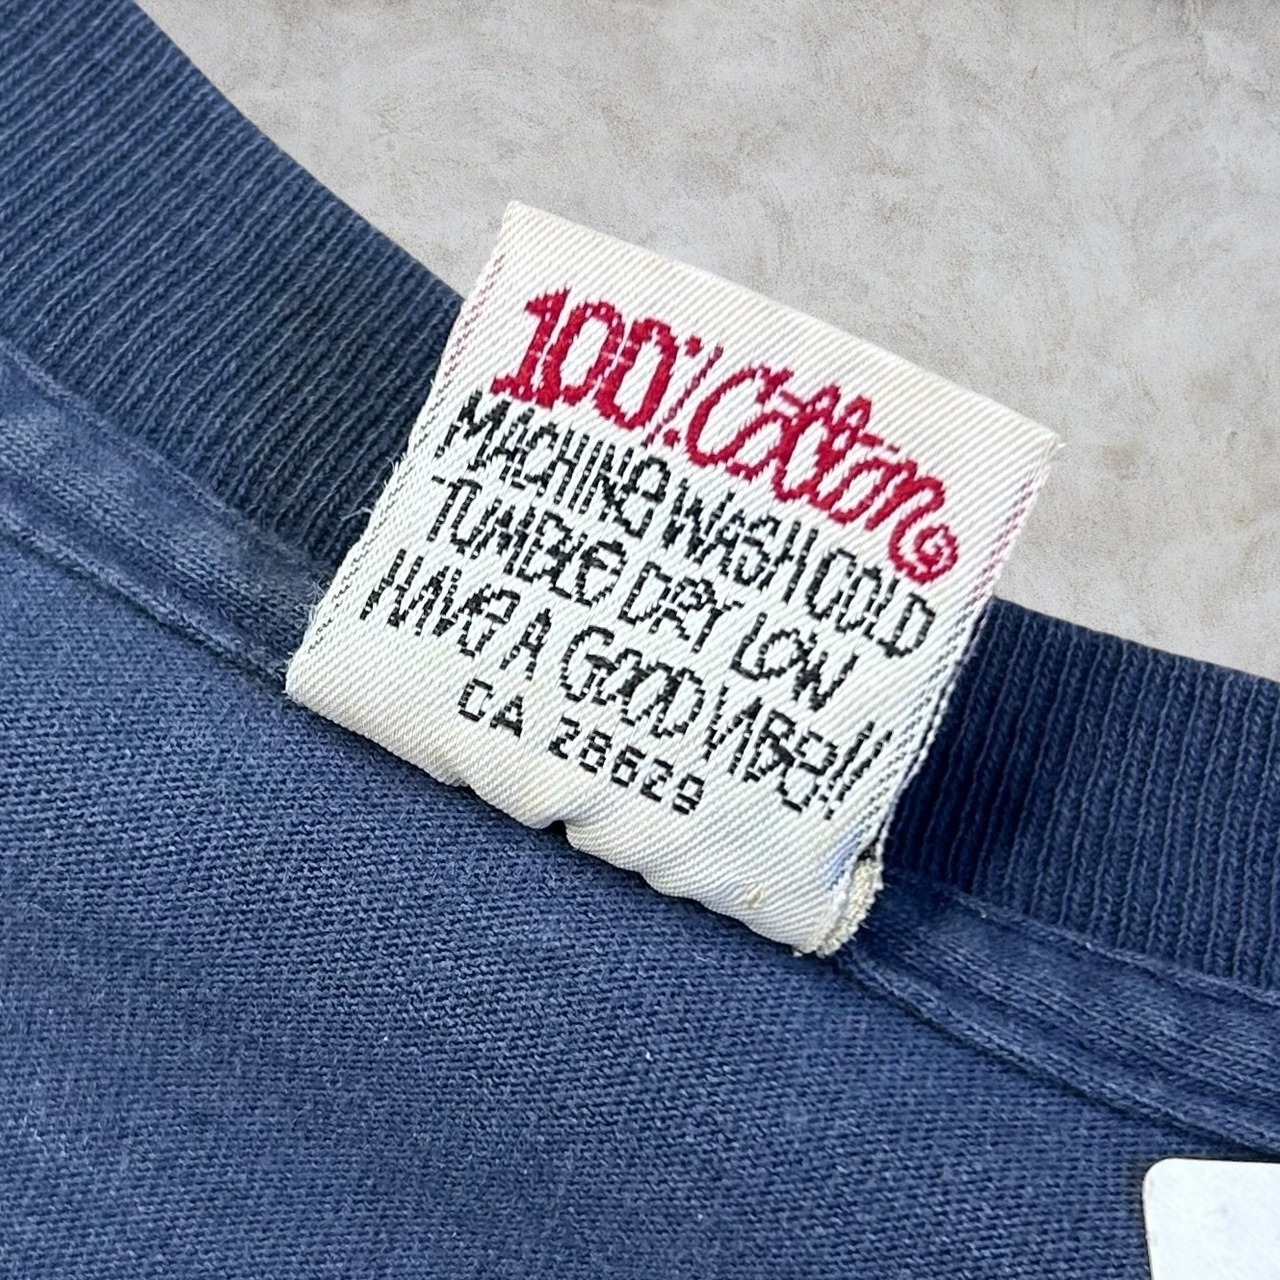 100% Cotton
MACHINE WASH COLD
TUMBLE DRY LOW
HAVE A GOOD VIBE!!
CA 28629